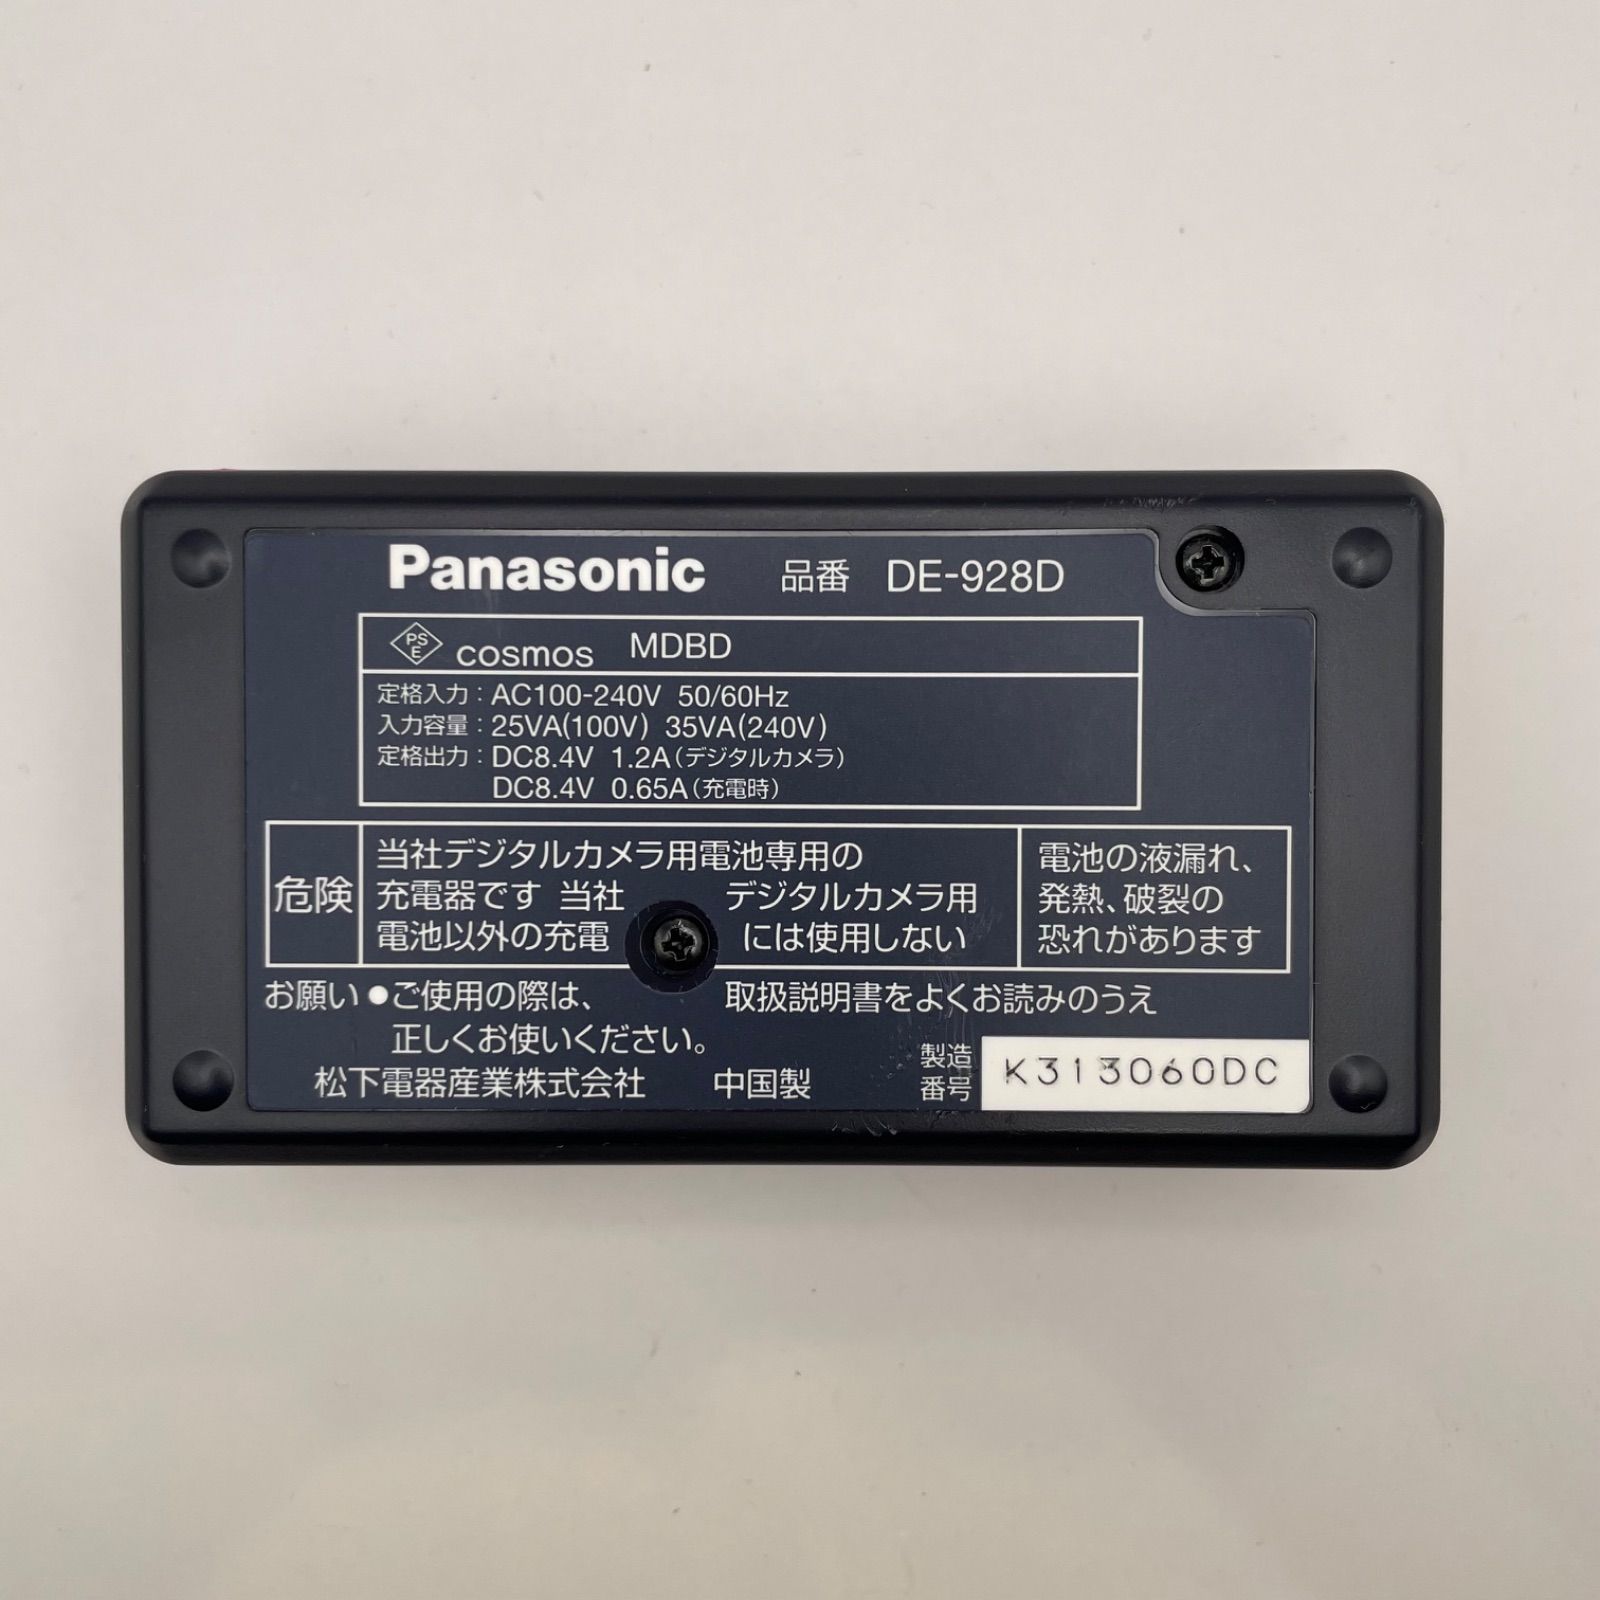 Panasonic 品番 DE-928D
PS
E
cosmos MDBD
定格入力：AC100-240V 50/60Hz
入力容量：25VA(100V) 35VA(240V)
定格出力：DC8.4V 1.2A（デジタルカメラ）
DC8.4V 0.65A（充電時）
危険
当社デジタルカメラ用電池専用の
充電器です 当社 デジタルカメラ用
電池以外の充電 には使用しない
電池の液漏れ、
発熱、破裂の
恐れがあります
お願い ●ご使用の際は、 取扱説明書をよくお読みのうえ
正しくお使いください。
松下電器産業株式会社 中国製
製造
番号
K313060DC